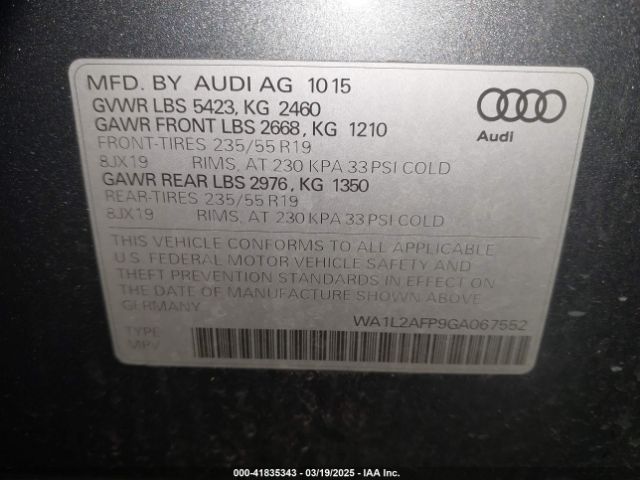 MFD. BY AUDI AG 1015
GVWR LBS 5423, KG 2460
GAWR FRONT LBS 2668, KG 1210
FRONT-TIRES 235/55 R19
8JX19 RIMS, AT 230 KPA 33 PSI COLD
GAWR REAR LBS 2976, KG 1350
REAR-TIRES 235/55 R19
8JX19 RIMS, AT 230 KPA 33 PSI COLD
Audi
THIS VEHICLE CONFORMS TO ALL APPLICABLE
U.S. FEDERAL MOTOR VEHICLE SAFETY AND
THEFT PREVENTION STANDARDS IN EFFECT ON
THE DATE OF MANUFACTURE SHOWN ABOVE.
GERMANY
WA1L2AFP9GA067552
TYPE
MPV
000-41835343 - 03/19/2025 - IAA Inc.